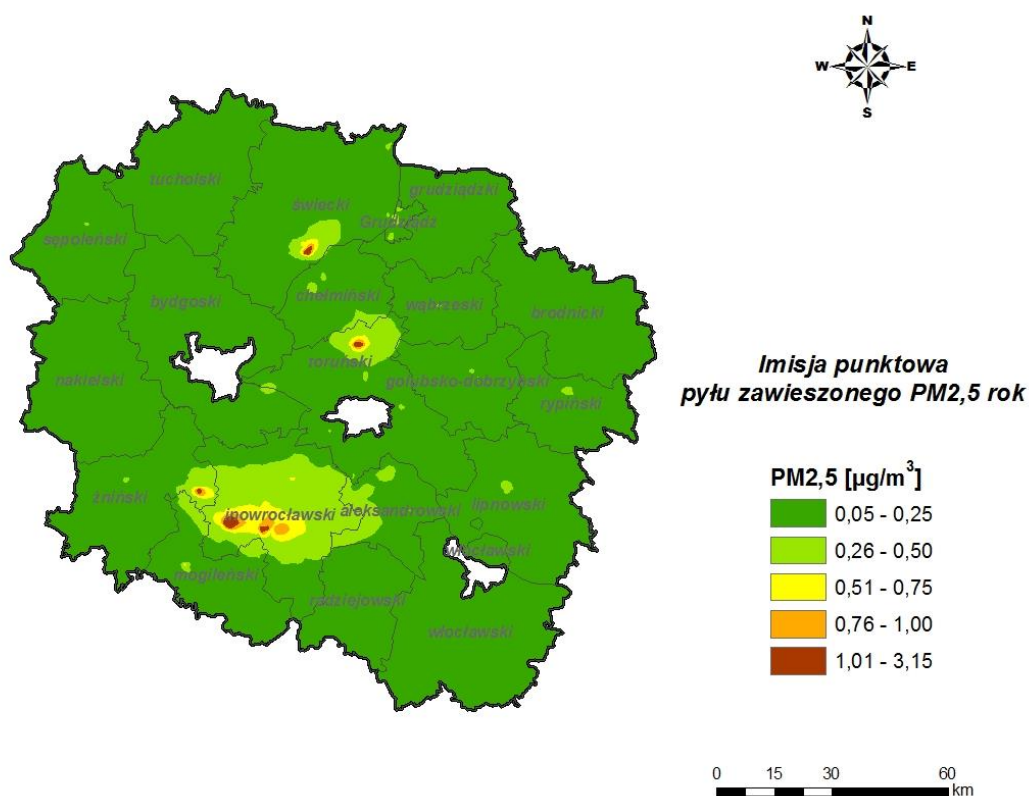 N
W E
S
tucholski
grudziądzki
świecki
Grudziądz
sępoleński
bydgoski
chełmiński
wąbrzeski
brodnicki
toruński
nakielski
golubsko-dobrzyński
rypiński
Imisja punktowa
pyłu zawieszonego PM2,5 rok
żniński
inowrocławski
aleksandrowski
lipnowski
włocławski
mogileński
radziejowski
włocławski
PM2,5 [µg/m³]
0,05 - 0,25
0,26 - 0,50
0,51 - 0,75
0,76 - 1,00
1,01 - 3,15
0 15 30 60
km